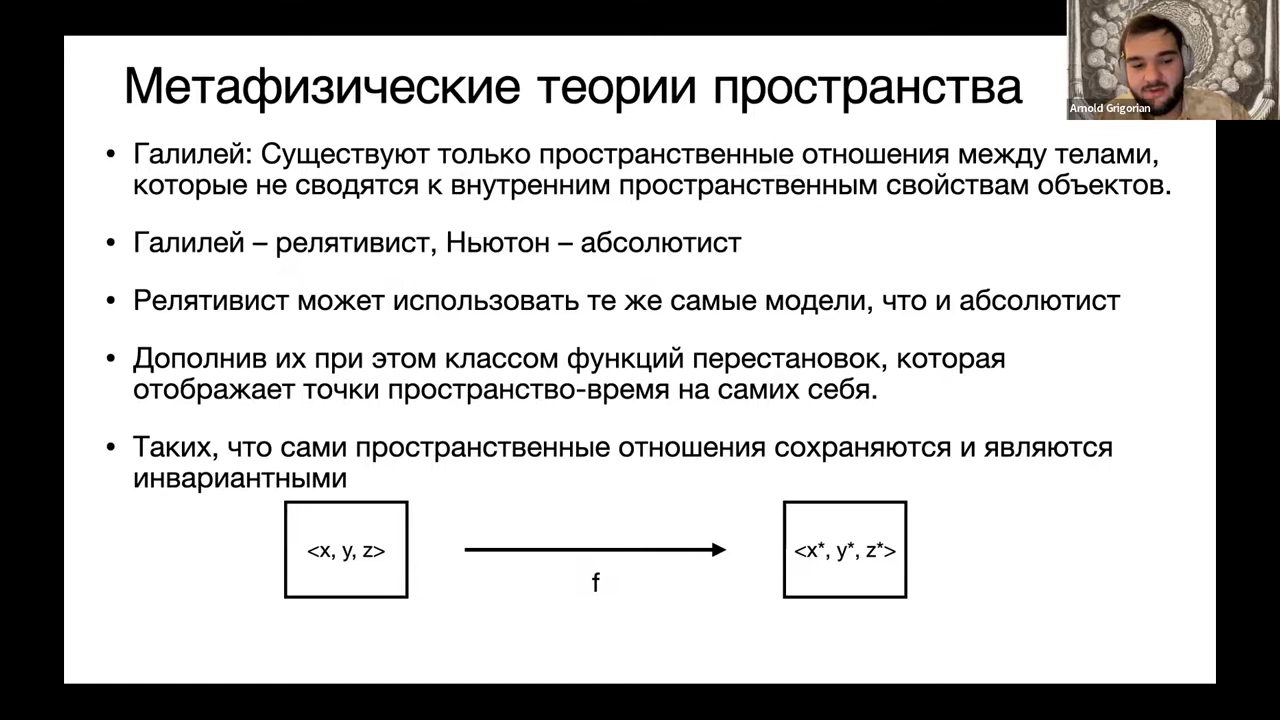 Метафизические теории пространства
Arnold Grigorian
• Галилей: Существуют только пространственные отношения между телами,
которые не сводятся к внутренним пространственным свойствам объектов.
• Галилей – релятивист, Ньютон – абсолютист
• Релятивист может использовать те же самые модели, что и абсолютист
• Дополнив их при этом классом функций перестановок, которая
отображает точки пространство-время на самих себя.
• Таких, что сами пространственные отношения сохраняются и являются
инвариантными
<x, y, z>
f
<x*, y*, z*>